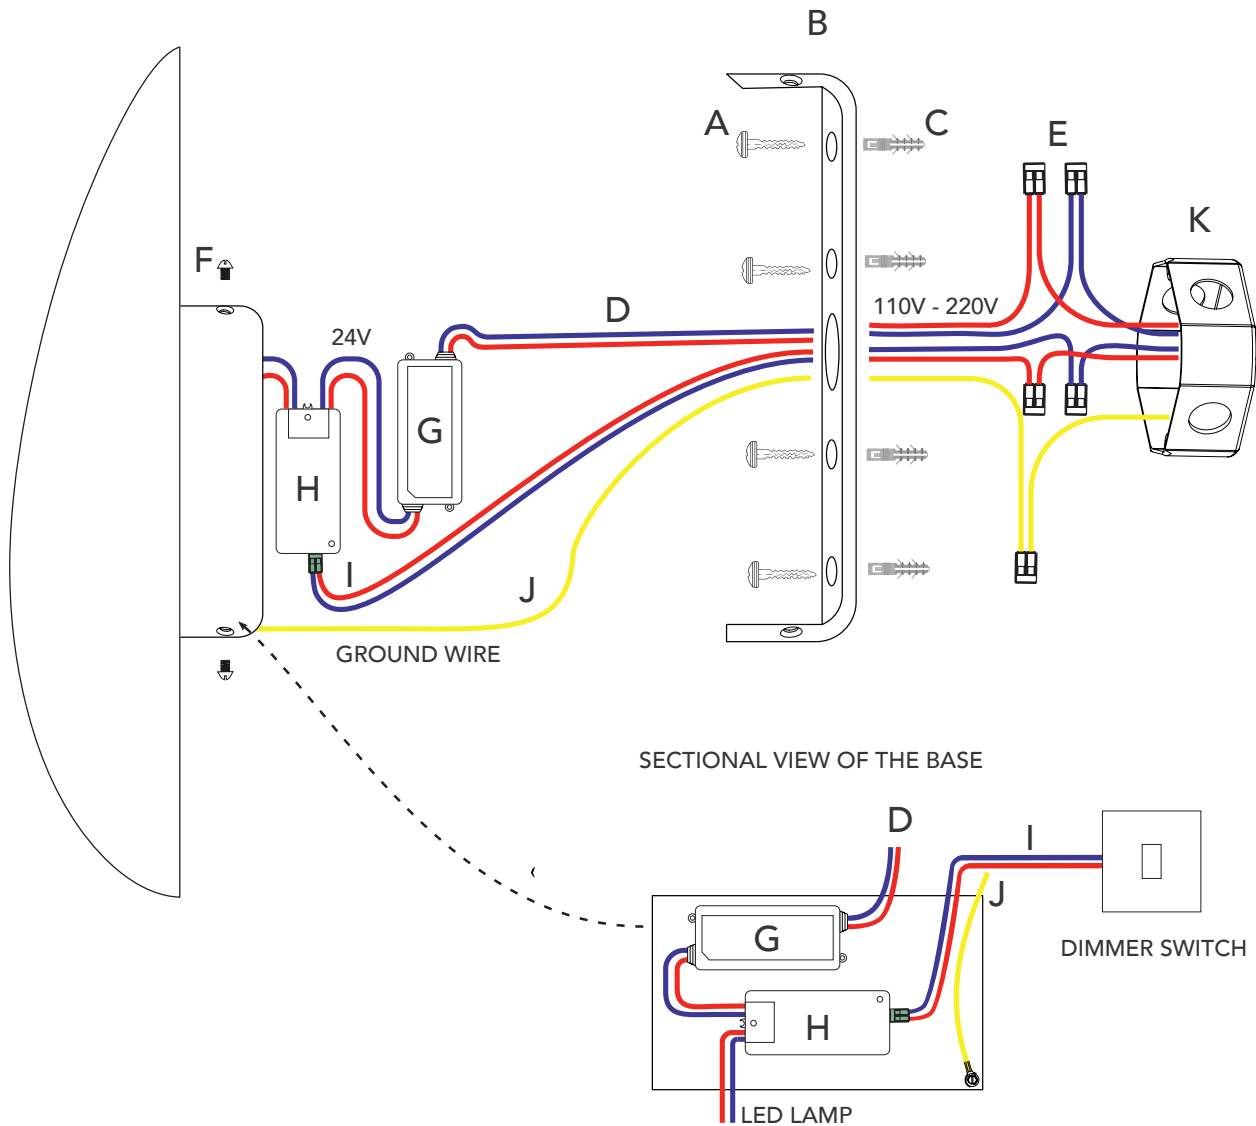 B
A
C
E
K
F
D
110V - 220V
24V
G
H
I
J
GROUND WIRE
SECTIONAL VIEW OF THE BASE
D
I
J
G
DIMMER SWITCH
H
LED LAMP